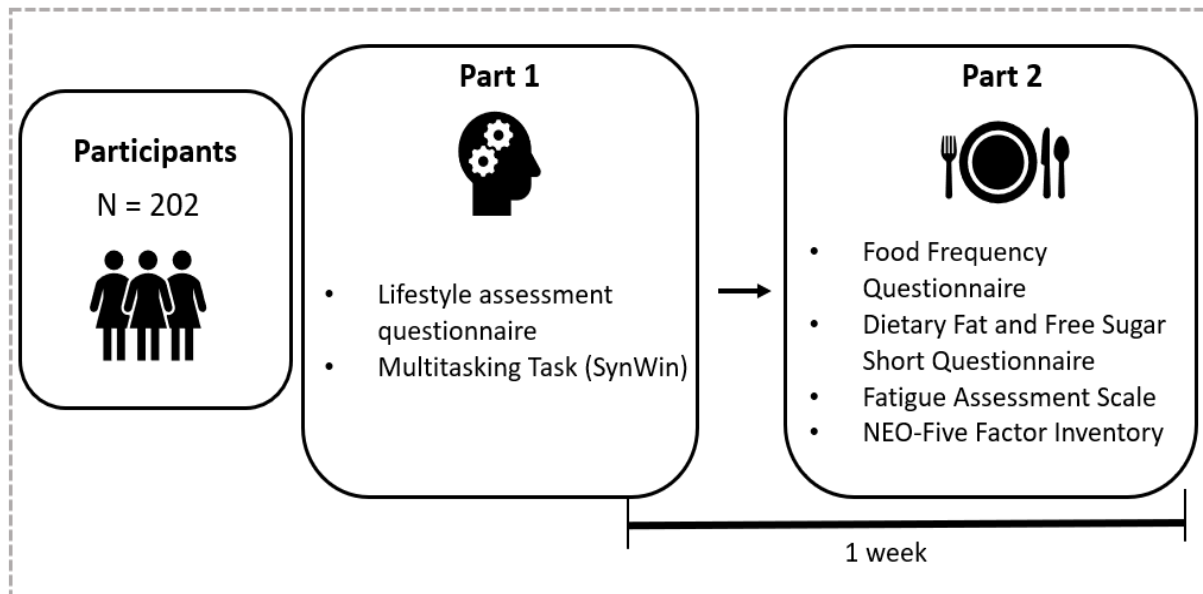 Participants
N = 202
Part 1
• Lifestyle assessment
questionnaire
• Multitasking Task (SynWin)
Part 2
• Food Frequency
Questionnaire
• Dietary Fat and Free Sugar
Short Questionnaire
• Fatigue Assessment Scale
• NEO-Five Factor Inventory
1 week